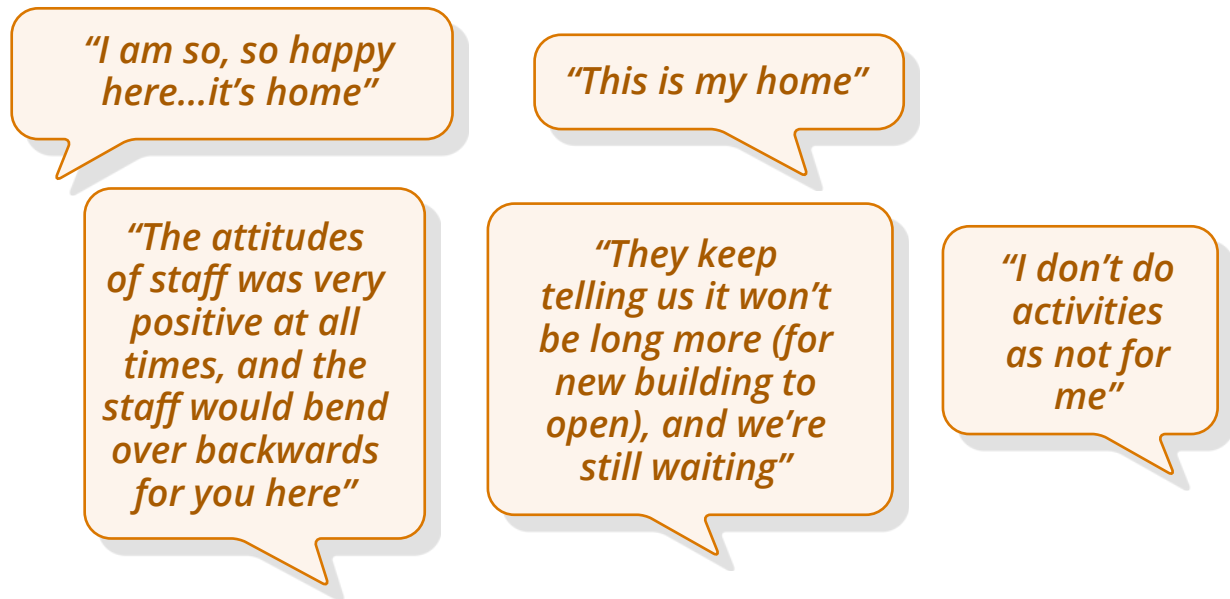 “I am so, so happy
here...it’s home”
“This is my home”
“The attitudes
of staff was very
positive at all
times, and the
staff would bend
over backwards
for you here”
“They keep
telling us it won’t
be long more (for
new building to
open), and we’re
still waiting”
“I don’t do
activities
as not for
me”